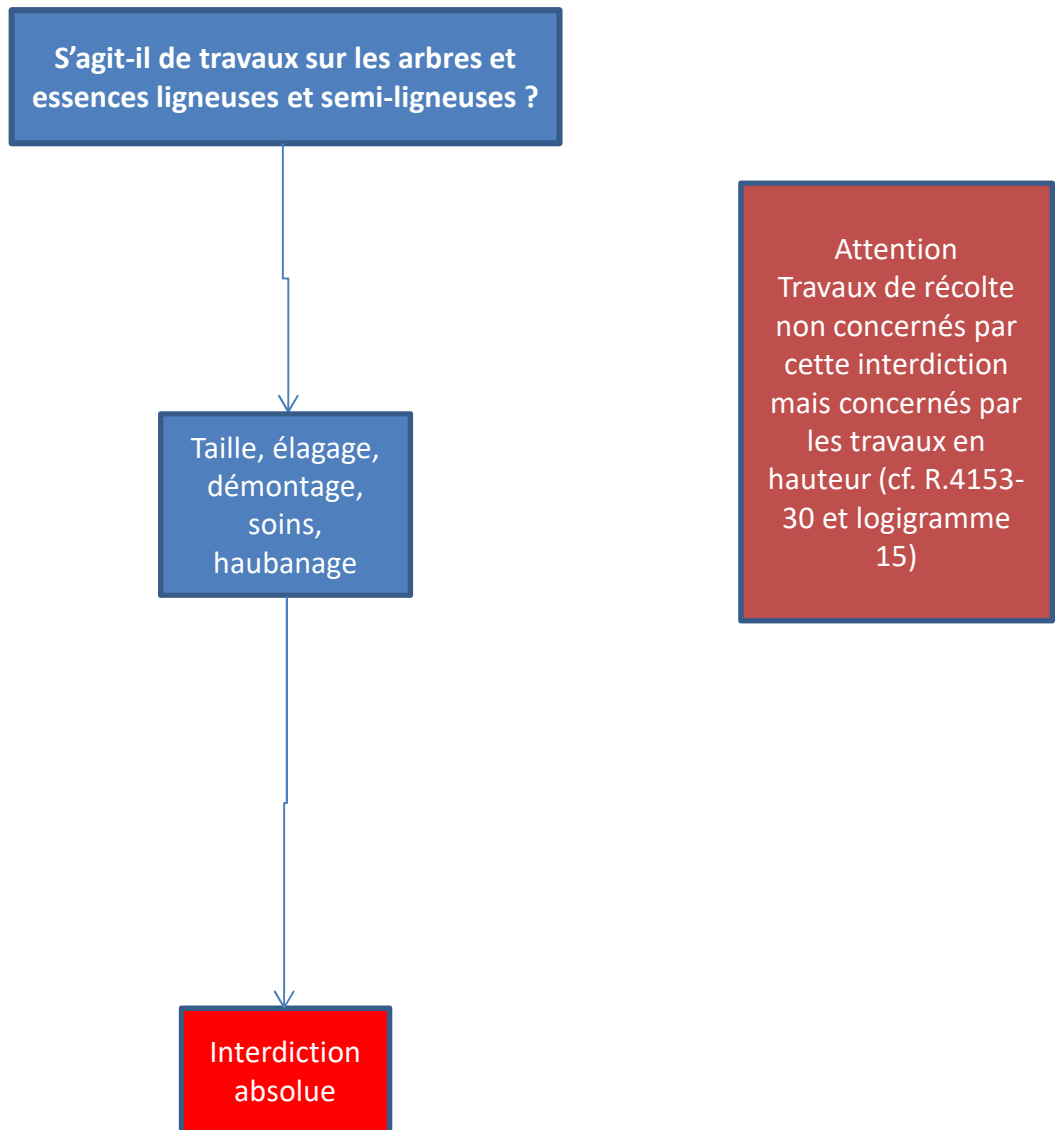 S’agit-il de travaux sur les arbres et
essences ligneuses et semi-ligneuses ?
Attention
Travaux de récolte
non concernés par
cette interdiction
mais concernés par
les travaux en
hauteur (cf. R.4153-
30 et logigramme
15)
Taille, élagage,
démontage,
soins,
haubanage
Interdiction
absolue